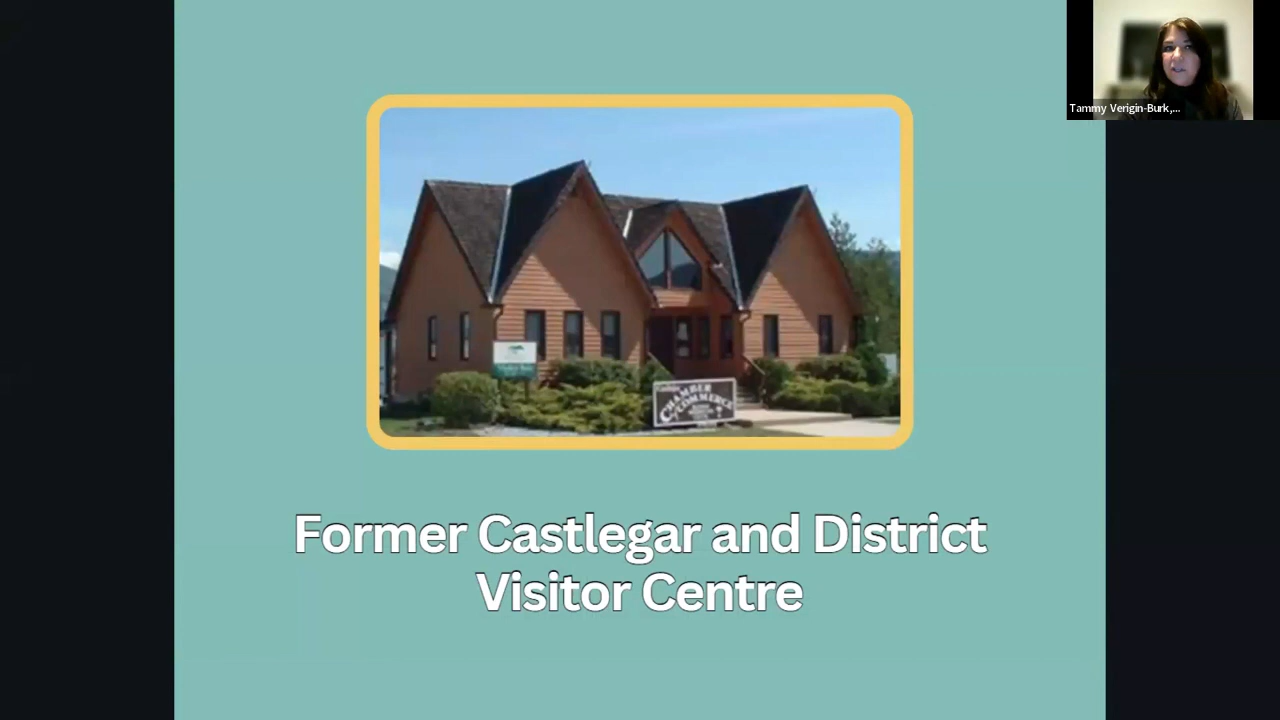 Tammy Verigin-Burk,...
CHAMBER
of COMMERCE
Former Castlegar and District
Visitor Centre